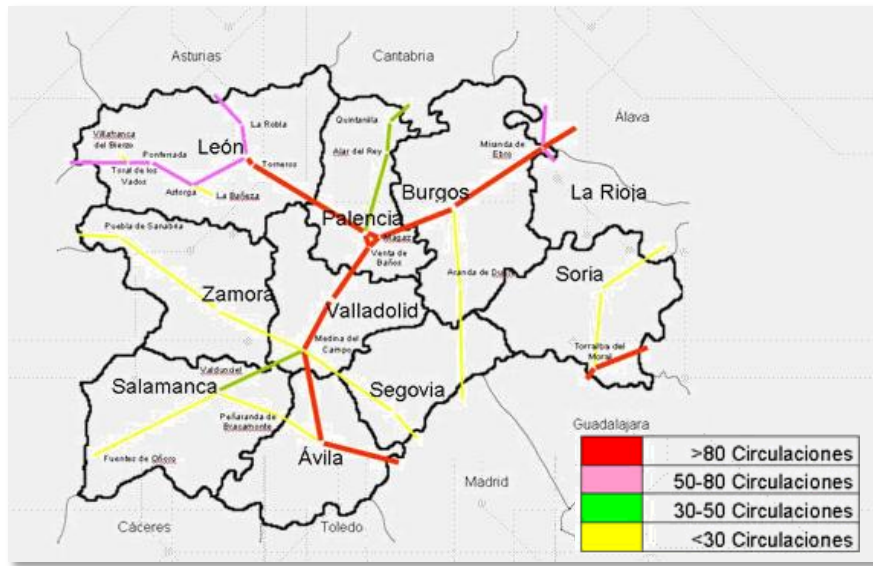 Asturias
Cantabria
Álava
Quintanilla
La Robla
Villafranca
del Bierzo
León
Ponferrada
Alar del Rey
Miranda de
Ebro
Toral de los
Vados
Torneros
Astorga
La Bañeza
Burgos
La Rioja
Palencia
Magaz
Venta de
Baños
Puebla de Sanabria
Aranda de Duero
Soria
Zamora
Valladolid
Medina del
Campo
Torralba del
Moral
Valdunciel
Salamanca
Segovia
Peñaranda de
Bracamonte
Fuentes de Oñoro
Ávila
Guadalajara
Madrid
Cáceres
Toledo
>80 Circulaciones
50-80 Circulaciones
30-50 Circulaciones
<30 Circulaciones